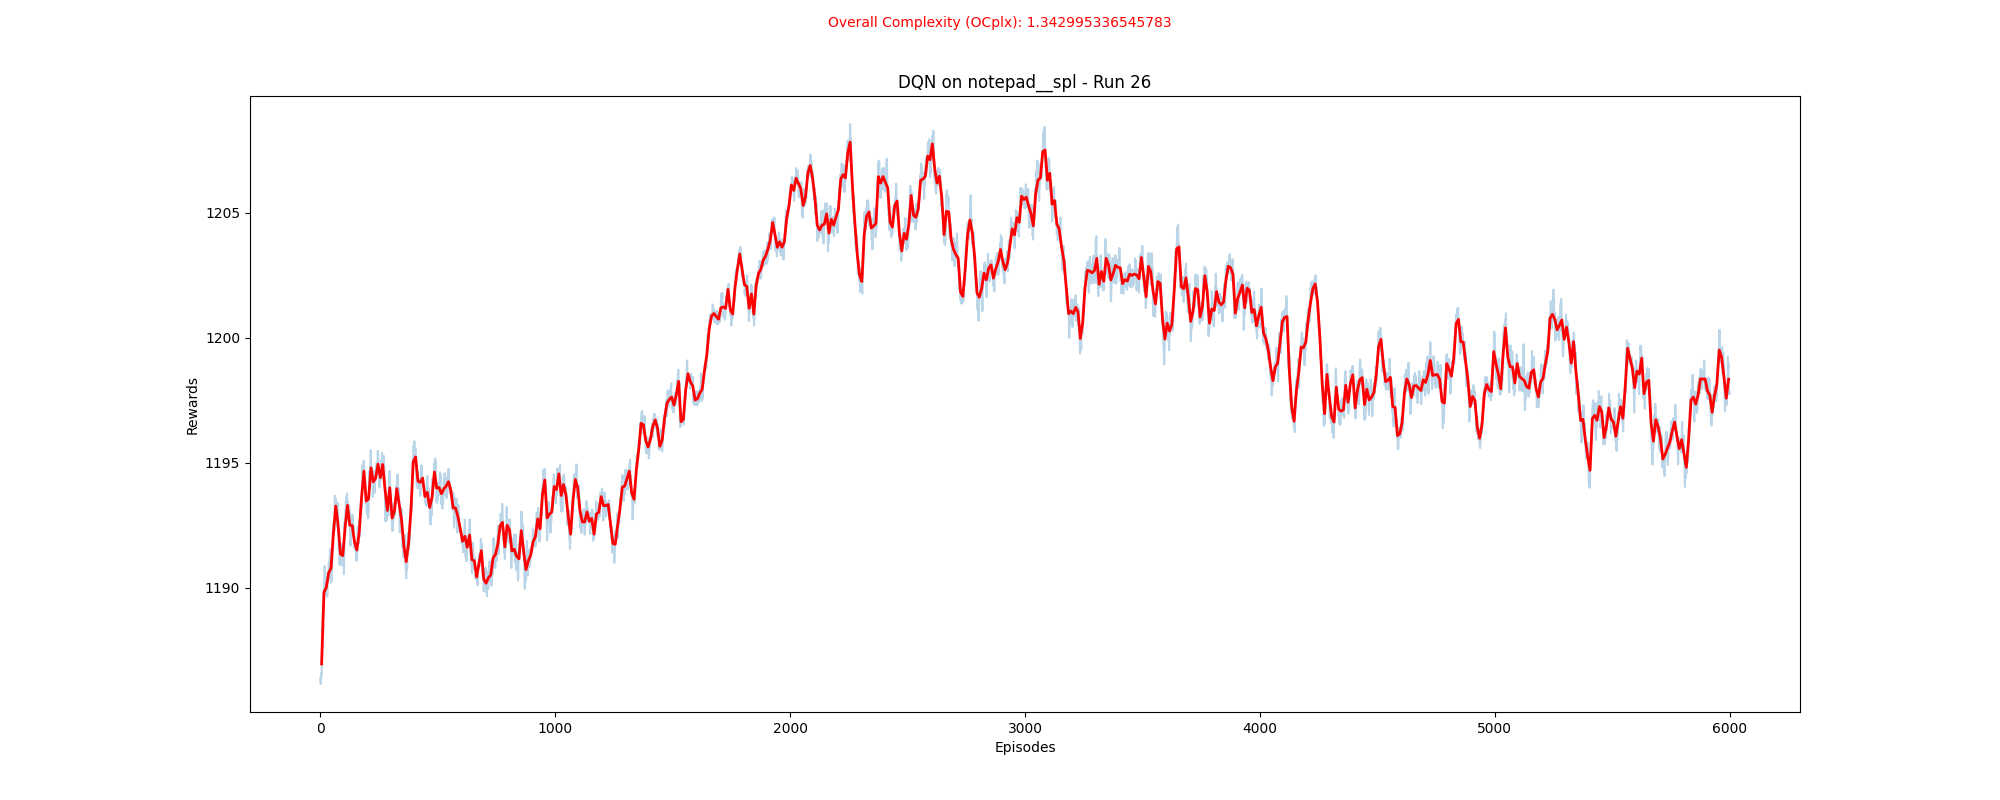 Overall Complexity (OCplx): 1.342995336545783
DQN on notepad__spl - Run 26
Rewards
1205
1200
1195
1190
0 1000 2000 3000 4000 5000 6000
Episodes